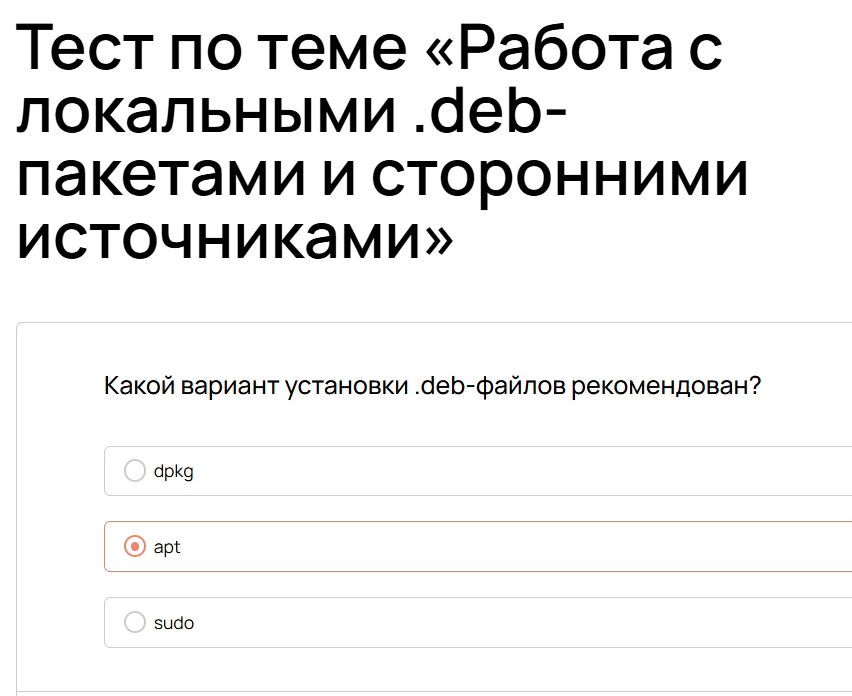 Тест по теме «Работа с
локальными .deb-
пакетами и сторонними
источниками»
Какой вариант установки .deb-файлов рекомендован?
dpkg
apt
sudo